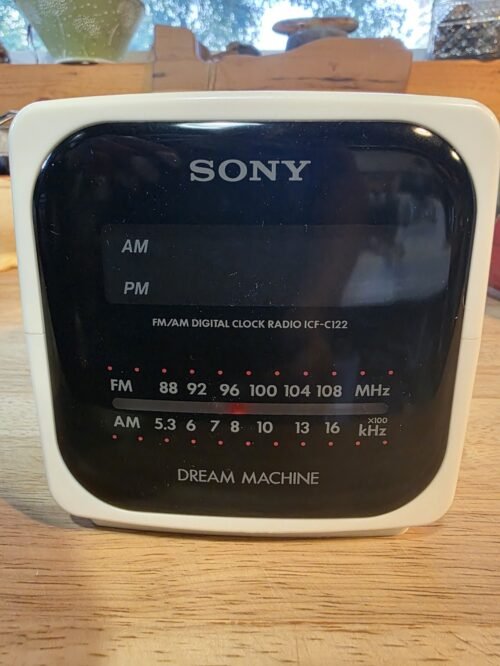 SONY
AM
PM
FM/AM DIGITAL CLOCK RADIO ICF-C122
FM 88 92 96 100 104 108 MHz
AM 5.3 6 7 8 10 13 16 x100 kHz
DREAM MACHINE